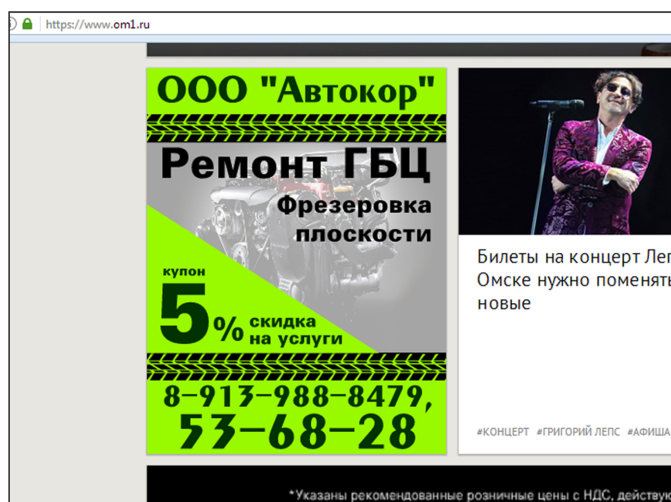 https://www.om1.ru
ООО "Автокор"
Ремонт ГБЦ
Фрезеровка
плоскости
купон
5% скидка
на услуги
8-913-988-8479,
53-68-28
Билеты на концерт
Омске нужно поменять
новые
#КОНЦЕРТ #ГРИГОРИЙ ЛЕПС #АФИША
*Указаны рекомендованные розничные цены с НДС,